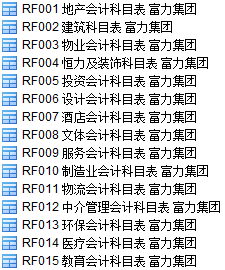 RF001 地产会计科目表 富力集团
RF002 建筑科目表 富力集团
RF003 物业会计科目表 富力集团
RF004 恒力及装饰科目表 富力集团
RF005 投资会计科目表 富力集团
RF006 设计会计科目表 富力集团
RF007 酒店会计科目表 富力集团
RF008 文体会计科目表 富力集团
RF009 服务会计科目表 富力集团
RF010 制造业会计科目表 富力集团
RF011 物流会计科目表 富力集团
RF012 中介管理会计科目表 富力集团
RF013 环保会计科目表 富力集团
RF014 医疗会计科目表 富力集团
RF015 教育会计科目表 富力集团